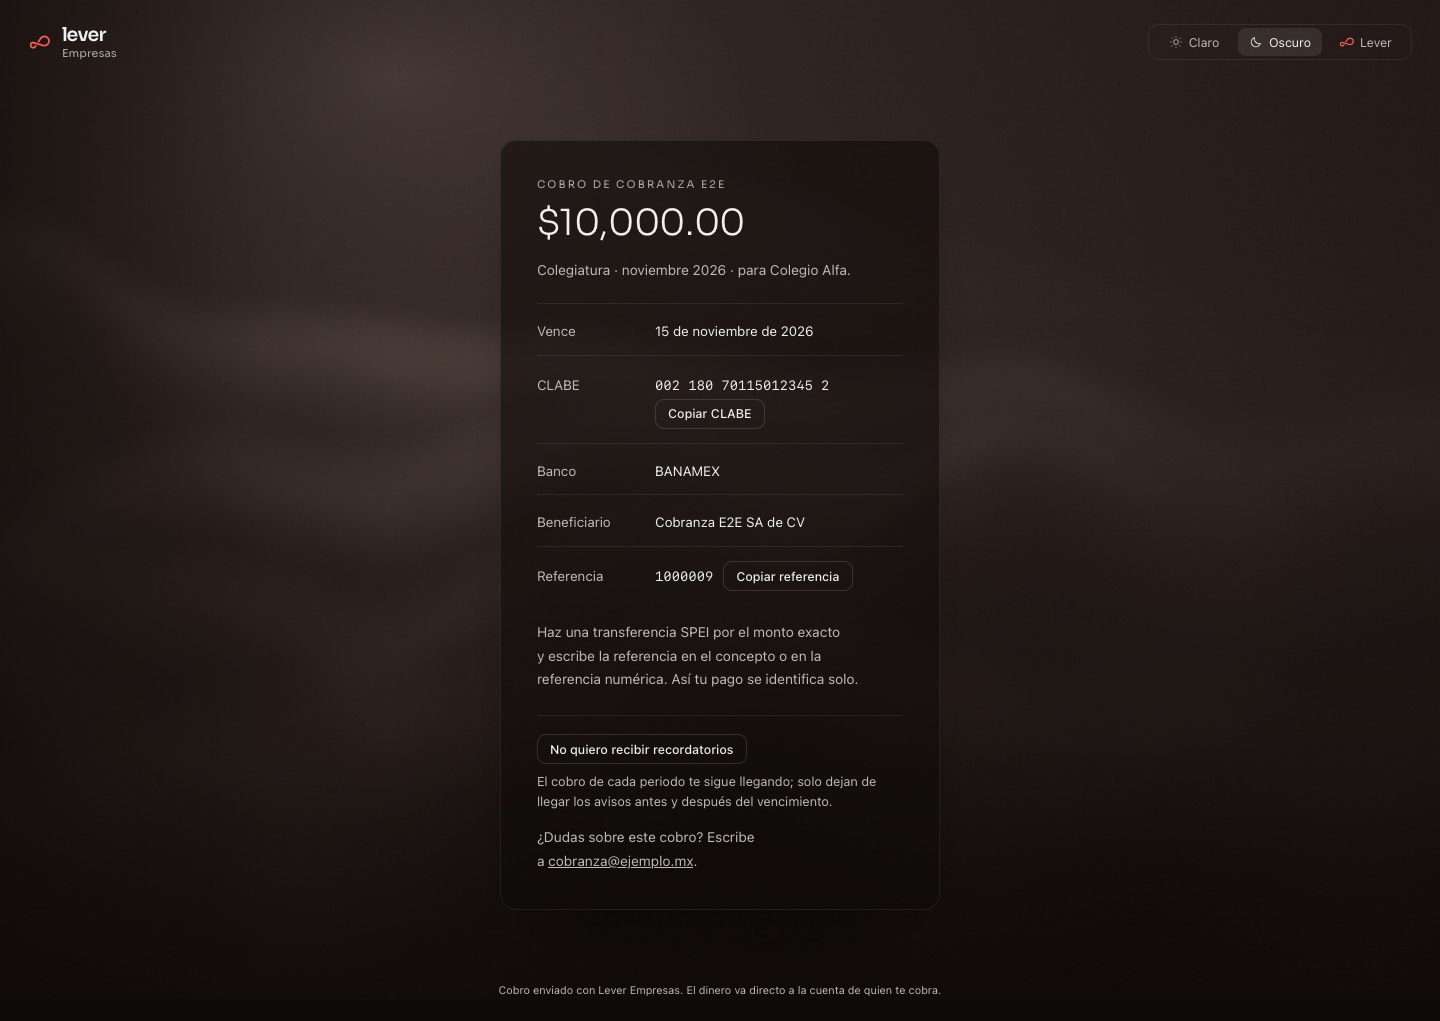 lever
Empresas
Claro
Oscuro
Lever
COBRO DE COBRANZA E2E
$10,000.00
Colegiatura · noviembre 2026 · para Colegio Alfa.
Vence
15 de noviembre de 2026
CLABE
002 180 70115012345 2
Copiar CLABE
Banco
BANAMEX
Beneficiario
Cobranza E2E SA de CV
Referencia
1000009
Copiar referencia
Haz una transferencia SPEI por el monto exacto
y escribe la referencia en el concepto o en la
referencia numérica. Así tu pago se identifica solo.
No quiero recibir recordatorios
El cobro de cada periodo te sigue llegando; solo dejan de
llegar los avisos antes y después del vencimiento.
¿Dudas sobre este cobro? Escribe
a cobranza@ejemplo.mx.
Cobro enviado con Lever Empresas. El dinero va directo a la cuenta de quien te cobra.